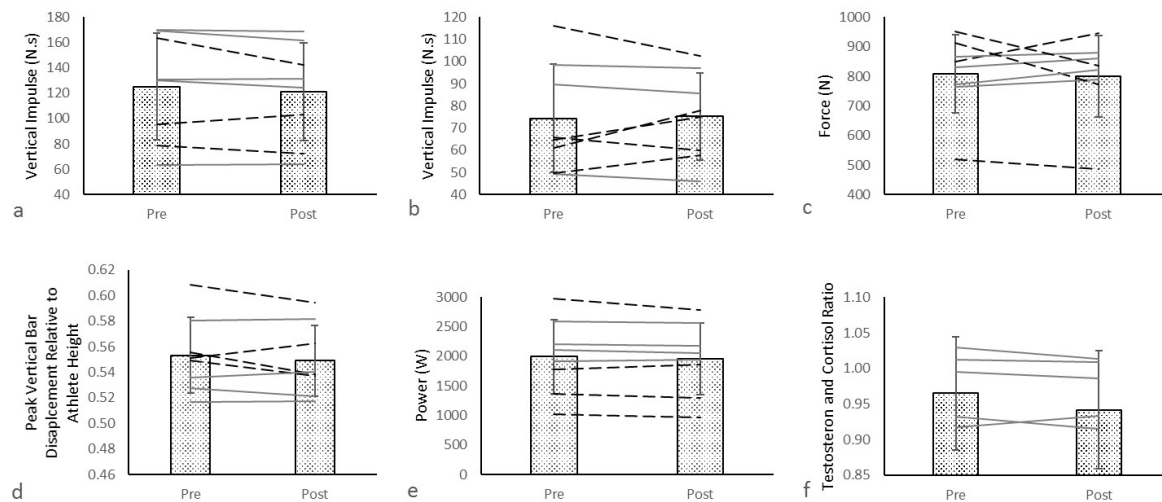 Vertical Impulse (N.s)
180
160
140
120
100
80
60
40
Pre
Post
a
Vertical Impulse (N.s)
120
110
100
90
80
70
60
50
40
Pre
Post
b
Force (N)
1000
900
800
700
600
500
400
Pre
Post
c
Peak Vertical Bar
Disaplcement Relative to
Athlete Height
0.62
0.60
0.58
0.56
0.54
0.52
0.50
0.48
0.46
Pre
Post
d
Power (W)
3000
2500
2000
1500
1000
500
0
Pre
Post
e
Testosteron and Cortisol Ratio
1.10
1.05
1.00
0.95
0.90
0.85
Pre
Post
f